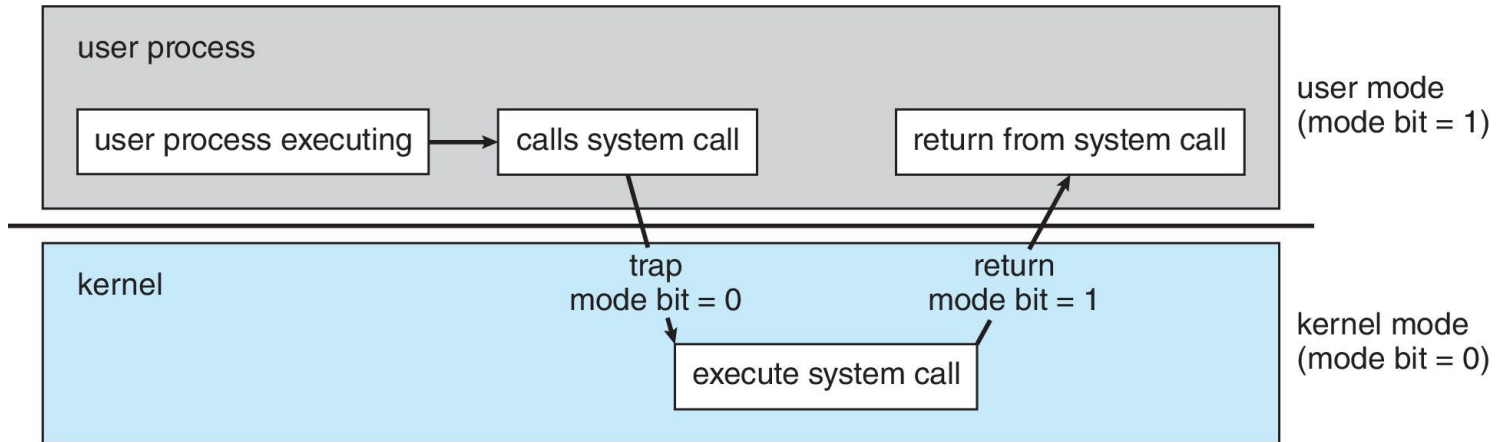 user process
user process executing
calls system call
return from system call
user mode
(mode bit = 1)
kernel
trap
mode bit = 0
return
mode bit = 1
execute system call
kernel mode
(mode bit = 0)